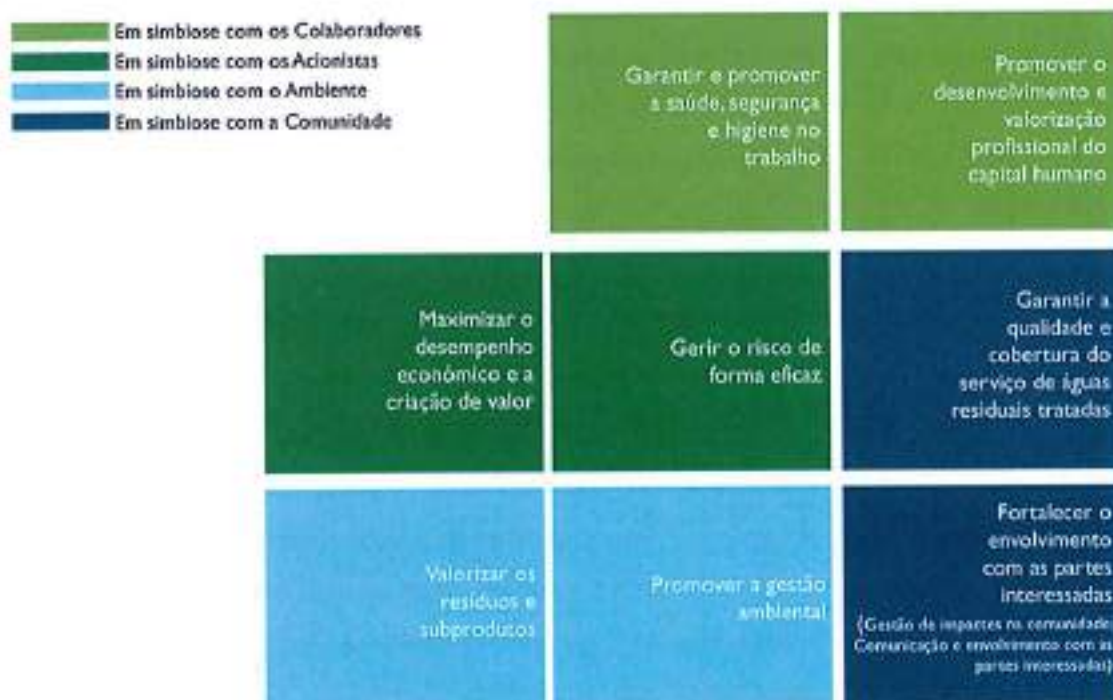 Em simbiose com os Colaboradores
Em simbiose com os Acionistas
Em simbiose com o Ambiente
Em simbiose com a Comunidade
Garantir e promover
a saúde, segurança
e higiene no
trabalho
Promover o
desenvolvimento e
valorização
profissional do
capital humano
Maximizar o
desempenho
económico e a
criação de valor
Gerir o risco de
forma eficaz
Garantir a
qualidade e
cobertura do
serviço de águas
residuais tratadas
Valorizar os
resíduos e
subprodutos
Promover a gestão
ambiental
Fortalecer o
envolvimento
com as partes
interessadas
(Gestão de impactes na comunidade;
Comunicação e envolvimento com as
partes interessadas)